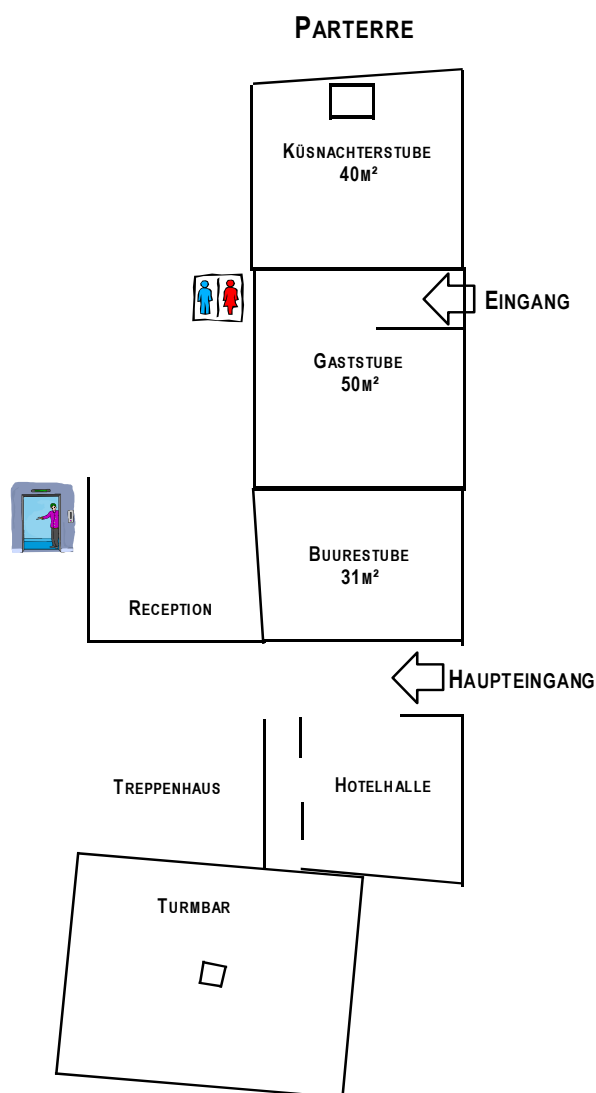 PARTERRE
KÜSNACHTERSTUBE
40M²
EINGANG
GASTSTUBE
50M²
BUURESTUBE
31M²
RECEPTION
HAUPTEINGANG
TREPPENHAUS
HOTELHALLE
TURMBAR